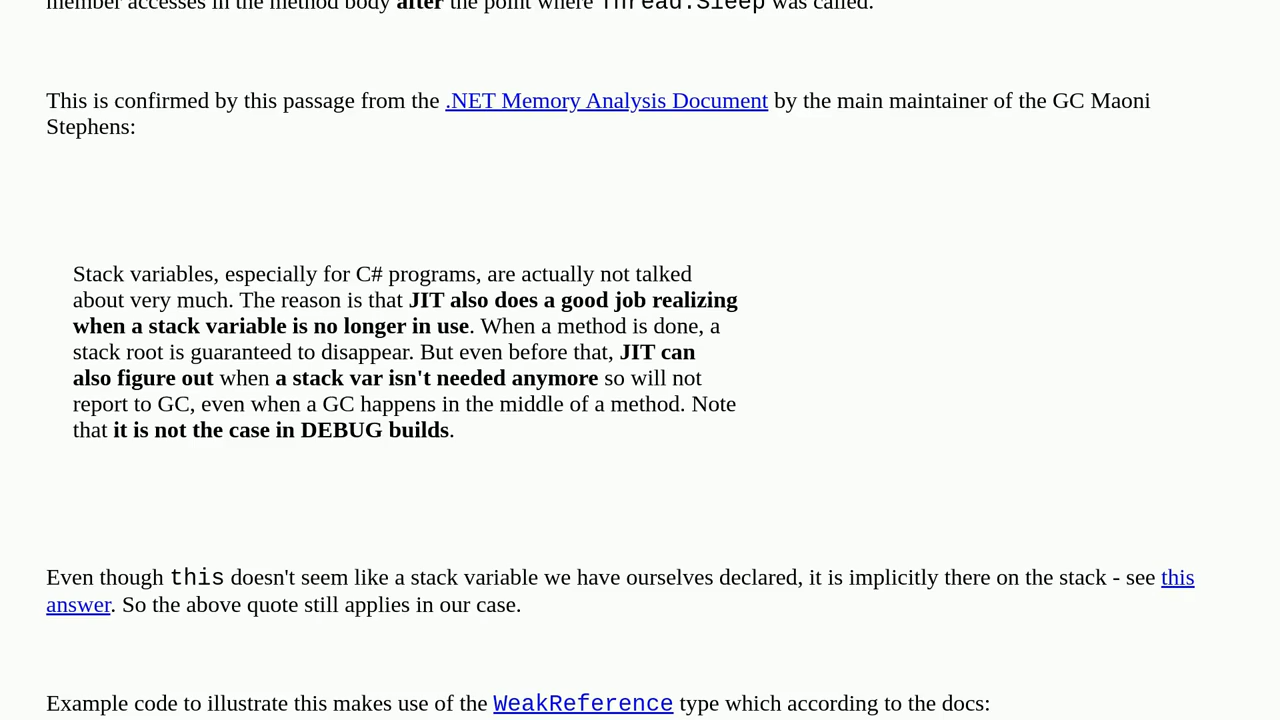 member accesses in the method body after the point where Thread.Sleep was called.
This is confirmed by this passage from the .NET Memory Analysis Document by the main maintainer of the GC Maoni
Stephens:
Stack variables, especially for C# programs, are actually not talked
about very much. The reason is that JIT also does a good job realizing
when a stack variable is no longer in use. When a method is done, a
stack root is guaranteed to disappear. But even before that, JIT can
also figure out when a stack var isn't needed anymore so will not
report to GC, even when a GC happens in the middle of a method. Note
that it is not the case in DEBUG builds.
Even though this doesn't seem like a stack variable we have ourselves declared, it is implicitly there on the stack - see this
answer. So the above quote still applies in our case.
Example code to illustrate this makes use of the WeakReference type which according to the docs: